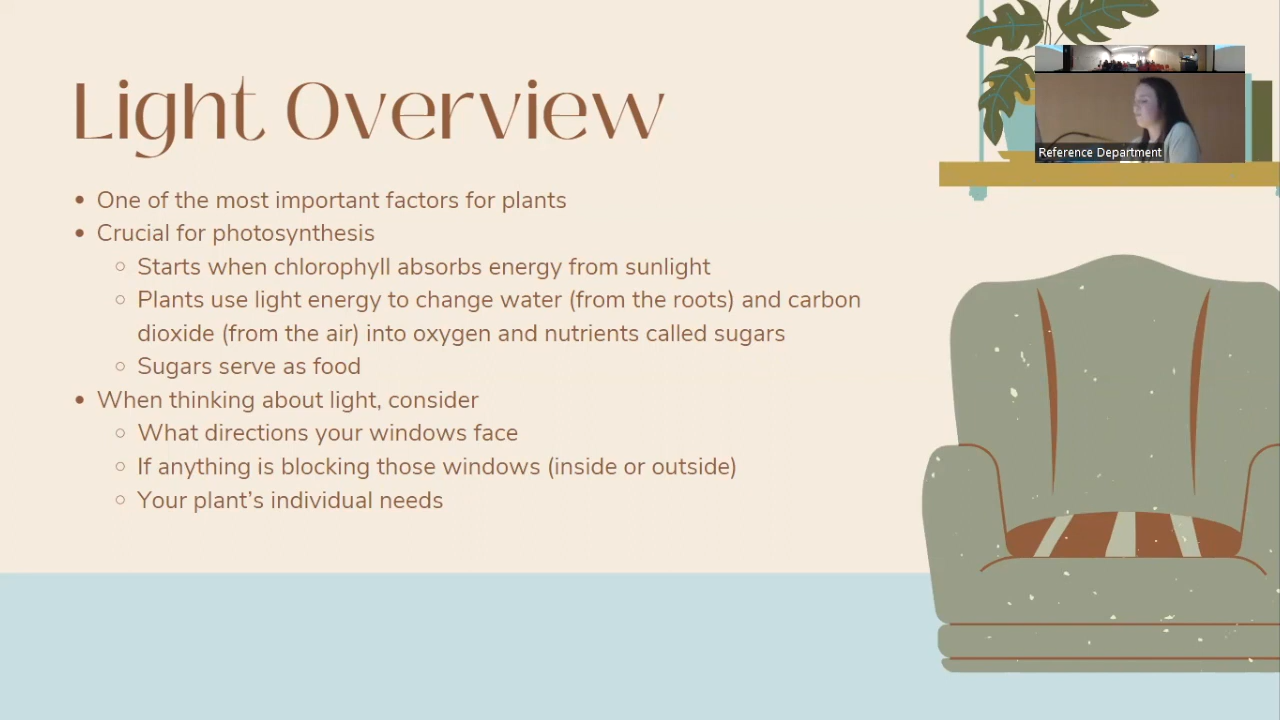 Light Overview
• One of the most important factors for plants
• Crucial for photosynthesis
○ Starts when chlorophyll absorbs energy from sunlight
○ Plants use light energy to change water (from the roots) and carbon
dioxide (from the air) into oxygen and nutrients called sugars
○ Sugars serve as food
• When thinking about light, consider
○ What directions your windows face
○ If anything is blocking those windows (inside or outside)
○ Your plant’s individual needs
Reference Department